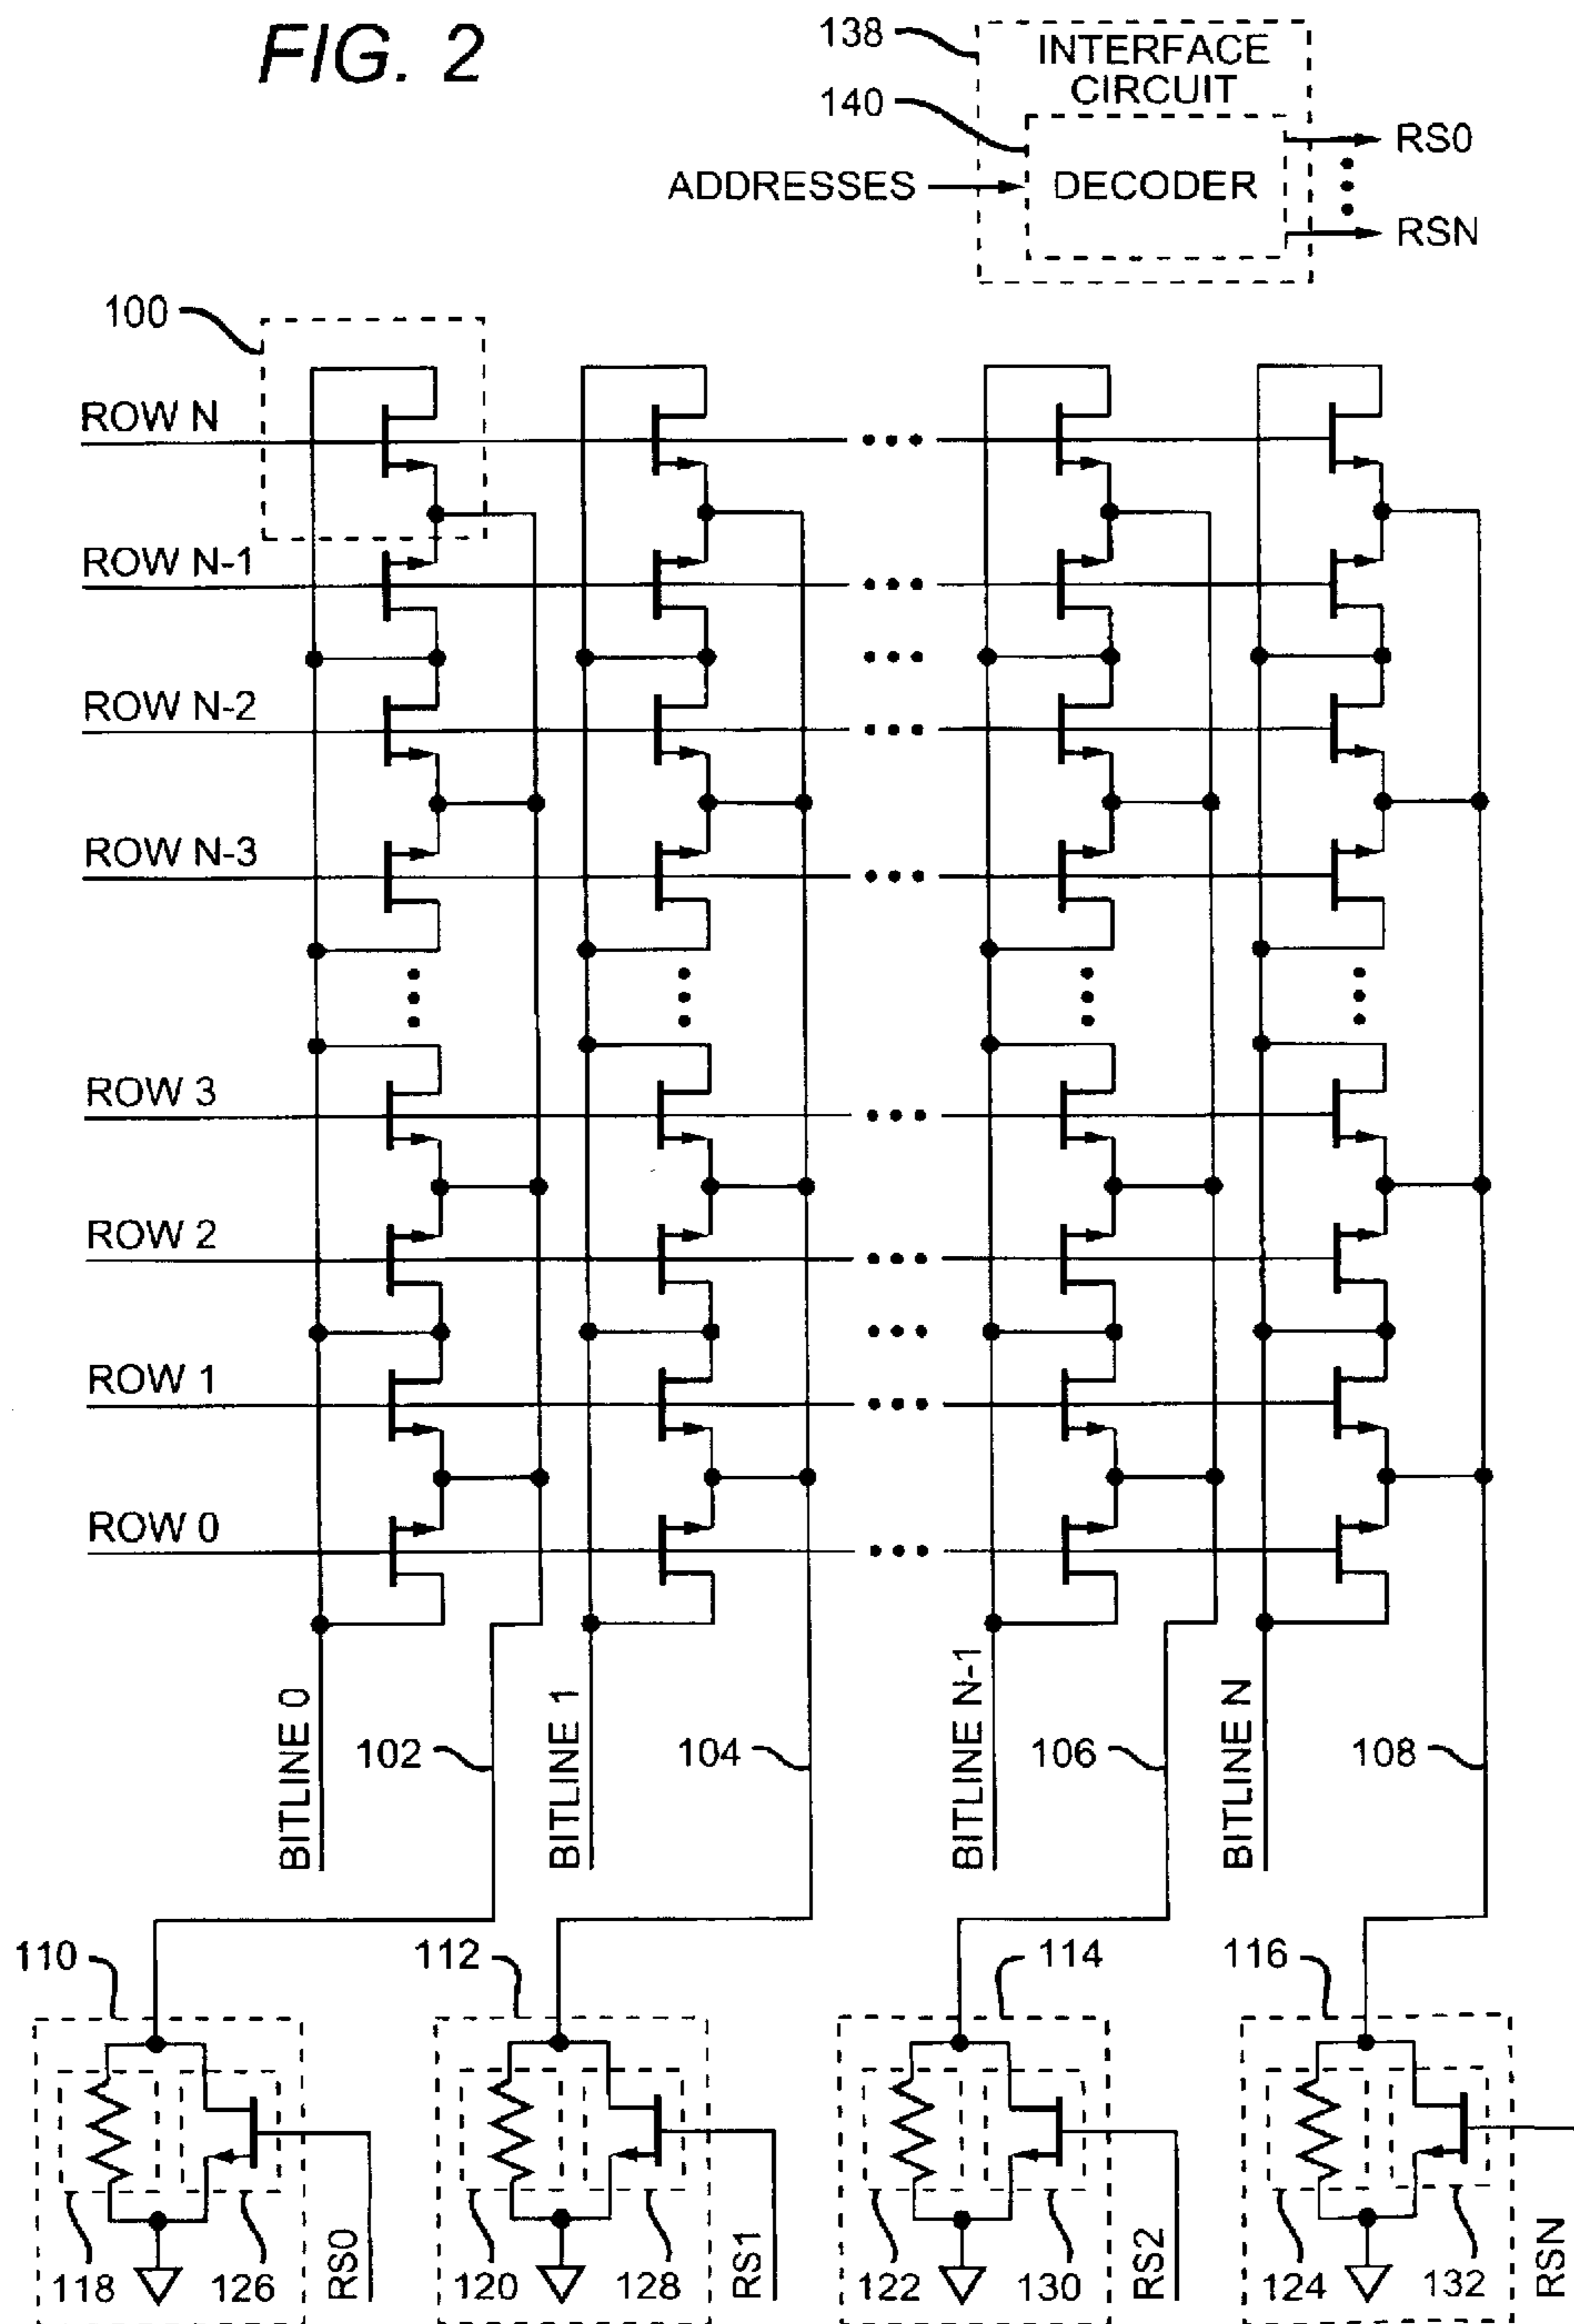 FIG. 2
138
INTERFACE
CIRCUIT
140
RS0
ADDRESSES
DECODER
RSN
100
ROW N
ROW N-1
ROW N-2
ROW N-3
ROW 3
ROW 2
ROW 1
ROW 0
BITLINE 0
102
BITLINE 1
104
BITLINE N-1
106
BITLINE N
108
110
112
114
116
118
126
RS0
120
128
RS1
122
130
RS2
124
132
RSN